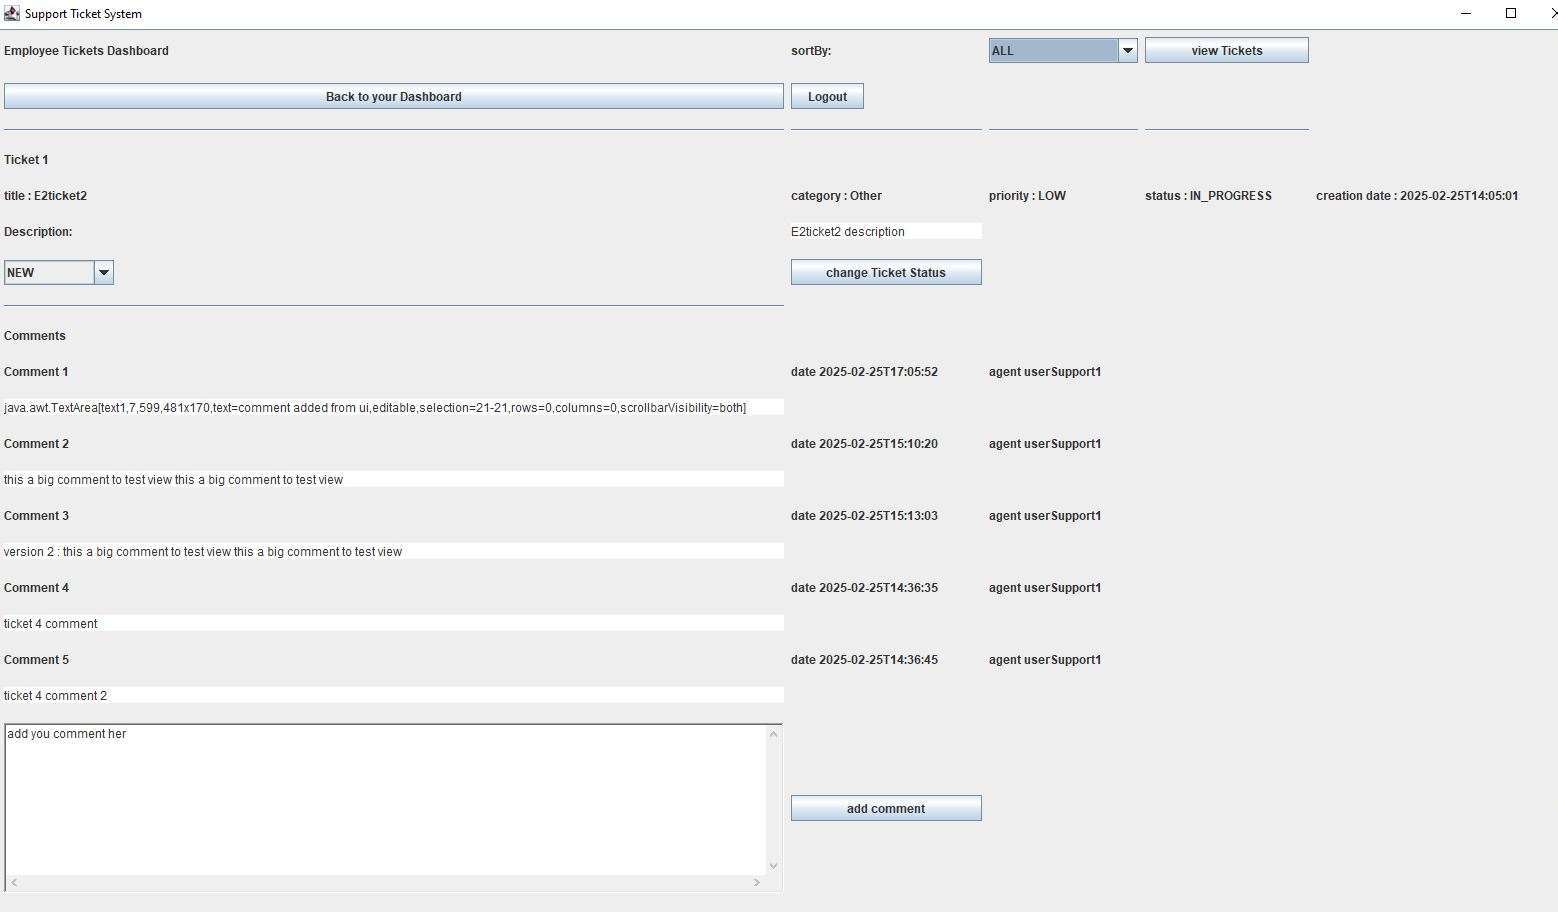 Support Ticket System
Employee Tickets Dashboard sortBy: ALL view Tickets
Back to your Dashboard Logout
Ticket 1
title : E2ticket2 category : Other priority : LOW status : IN_PROGRESS creation date : 2025-02-25T14:05:01
Description: E2ticket2 description
NEW change Ticket Status
Comments
Comment 1 date 2025-02-25T17:05:52 agent userSupport1
java.awt.TextArea[text1,7,599,481x170,text=comment added from ui,editable,selection=21-21,rows=0,columns=0,scrollbarVisibility=both]
Comment 2 date 2025-02-25T15:10:20 agent userSupport1
this a big comment to test view this a big comment to test view
Comment 3 date 2025-02-25T15:13:03 agent userSupport1
version 2 : this a big comment to test view this a big comment to test view
Comment 4 date 2025-02-25T14:36:35 agent userSupport1
ticket 4 comment
Comment 5 date 2025-02-25T14:36:45 agent userSupport1
ticket 4 comment 2
add you comment her
add comment